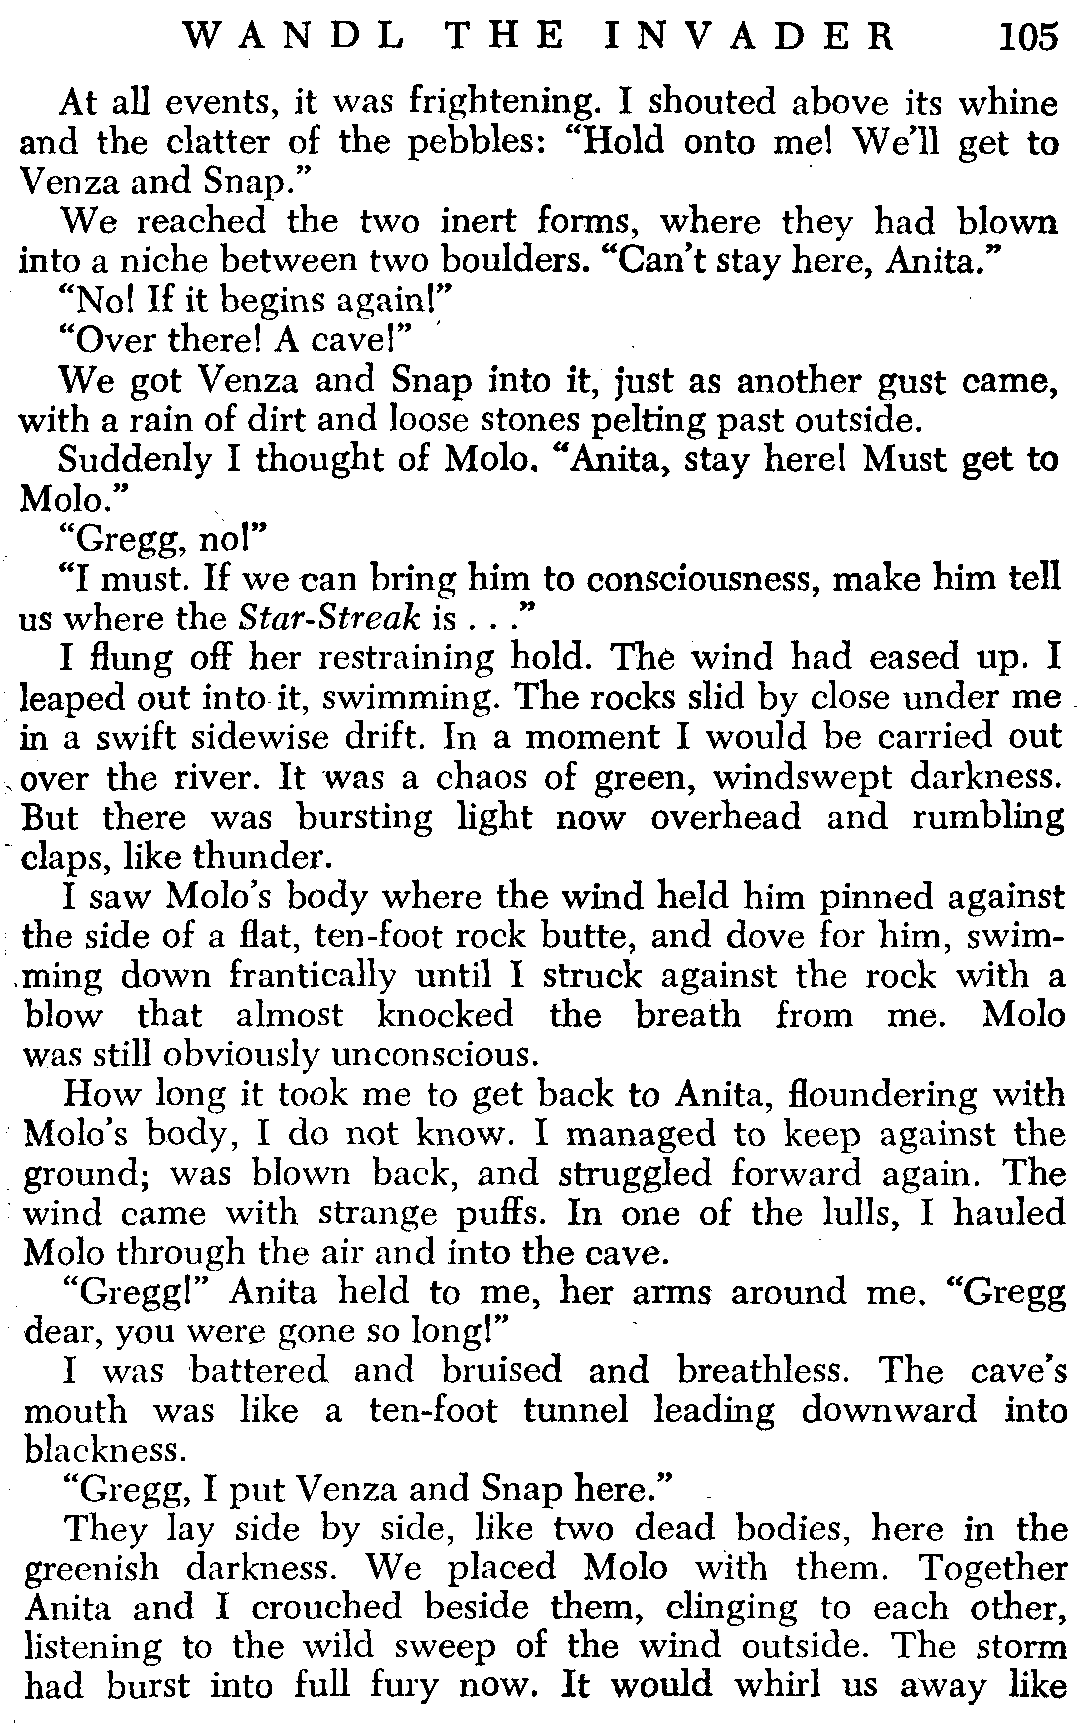 WANDL THE INVADER 105
At all events, it was frightening. I shouted above its whine
and the clatter of the pebbles: “Hold onto me! We’ll get to
Venza and Snap.”
We reached the two inert forms, where they had blown
into a niche between two boulders. “Can’t stay here, Anita.”
“No! If it begins again!”
“Over there! A cave!”
We got Venza and Snap into it, just as another gust came,
with a rain of dirt and loose stones pelting past outside.
Suddenly I thought of Molo. “Anita, stay here! Must get to
Molo.”
“Gregg, no!”
“I must. If we can bring him to consciousness, make him tell
us where the Star-Streak is . . .”
I flung off her restraining hold. The wind had eased up. I
leaped out into it, swimming. The rocks slid by close under me
in a swift sidewise drift. In a moment I would be carried out
over the river. It was a chaos of green, windswept darkness.
But there was bursting light now overhead and rumbling
claps, like thunder.
I saw Molo’s body where the wind held him pinned against
the side of a flat, ten-foot rock butte, and dove for him, swim-
ming down frantically until I struck against the rock with a
blow that almost knocked the breath from me. Molo
was still obviously unconscious.
How long it took me to get back to Anita, floundering with
Molo’s body, I do not know. I managed to keep against the
ground; was blown back, and struggled forward again. The
wind came with strange puffs. In one of the lulls, I hauled
Molo through the air and into the cave.
“Gregg!” Anita held to me, her arms around me. “Gregg
dear, you were gone so long!”
I was battered and bruised and breathless. The cave’s
mouth was like a ten-foot tunnel leading downward into
blackness.
“Gregg, I put Venza and Snap here.”
They lay side by side, like two dead bodies, here in the
greenish darkness. We placed Molo with them. Together
Anita and I crouched beside them, clinging to each other,
listening to the wild sweep of the wind outside. The storm
had burst into full fury now. It would whirl us away like